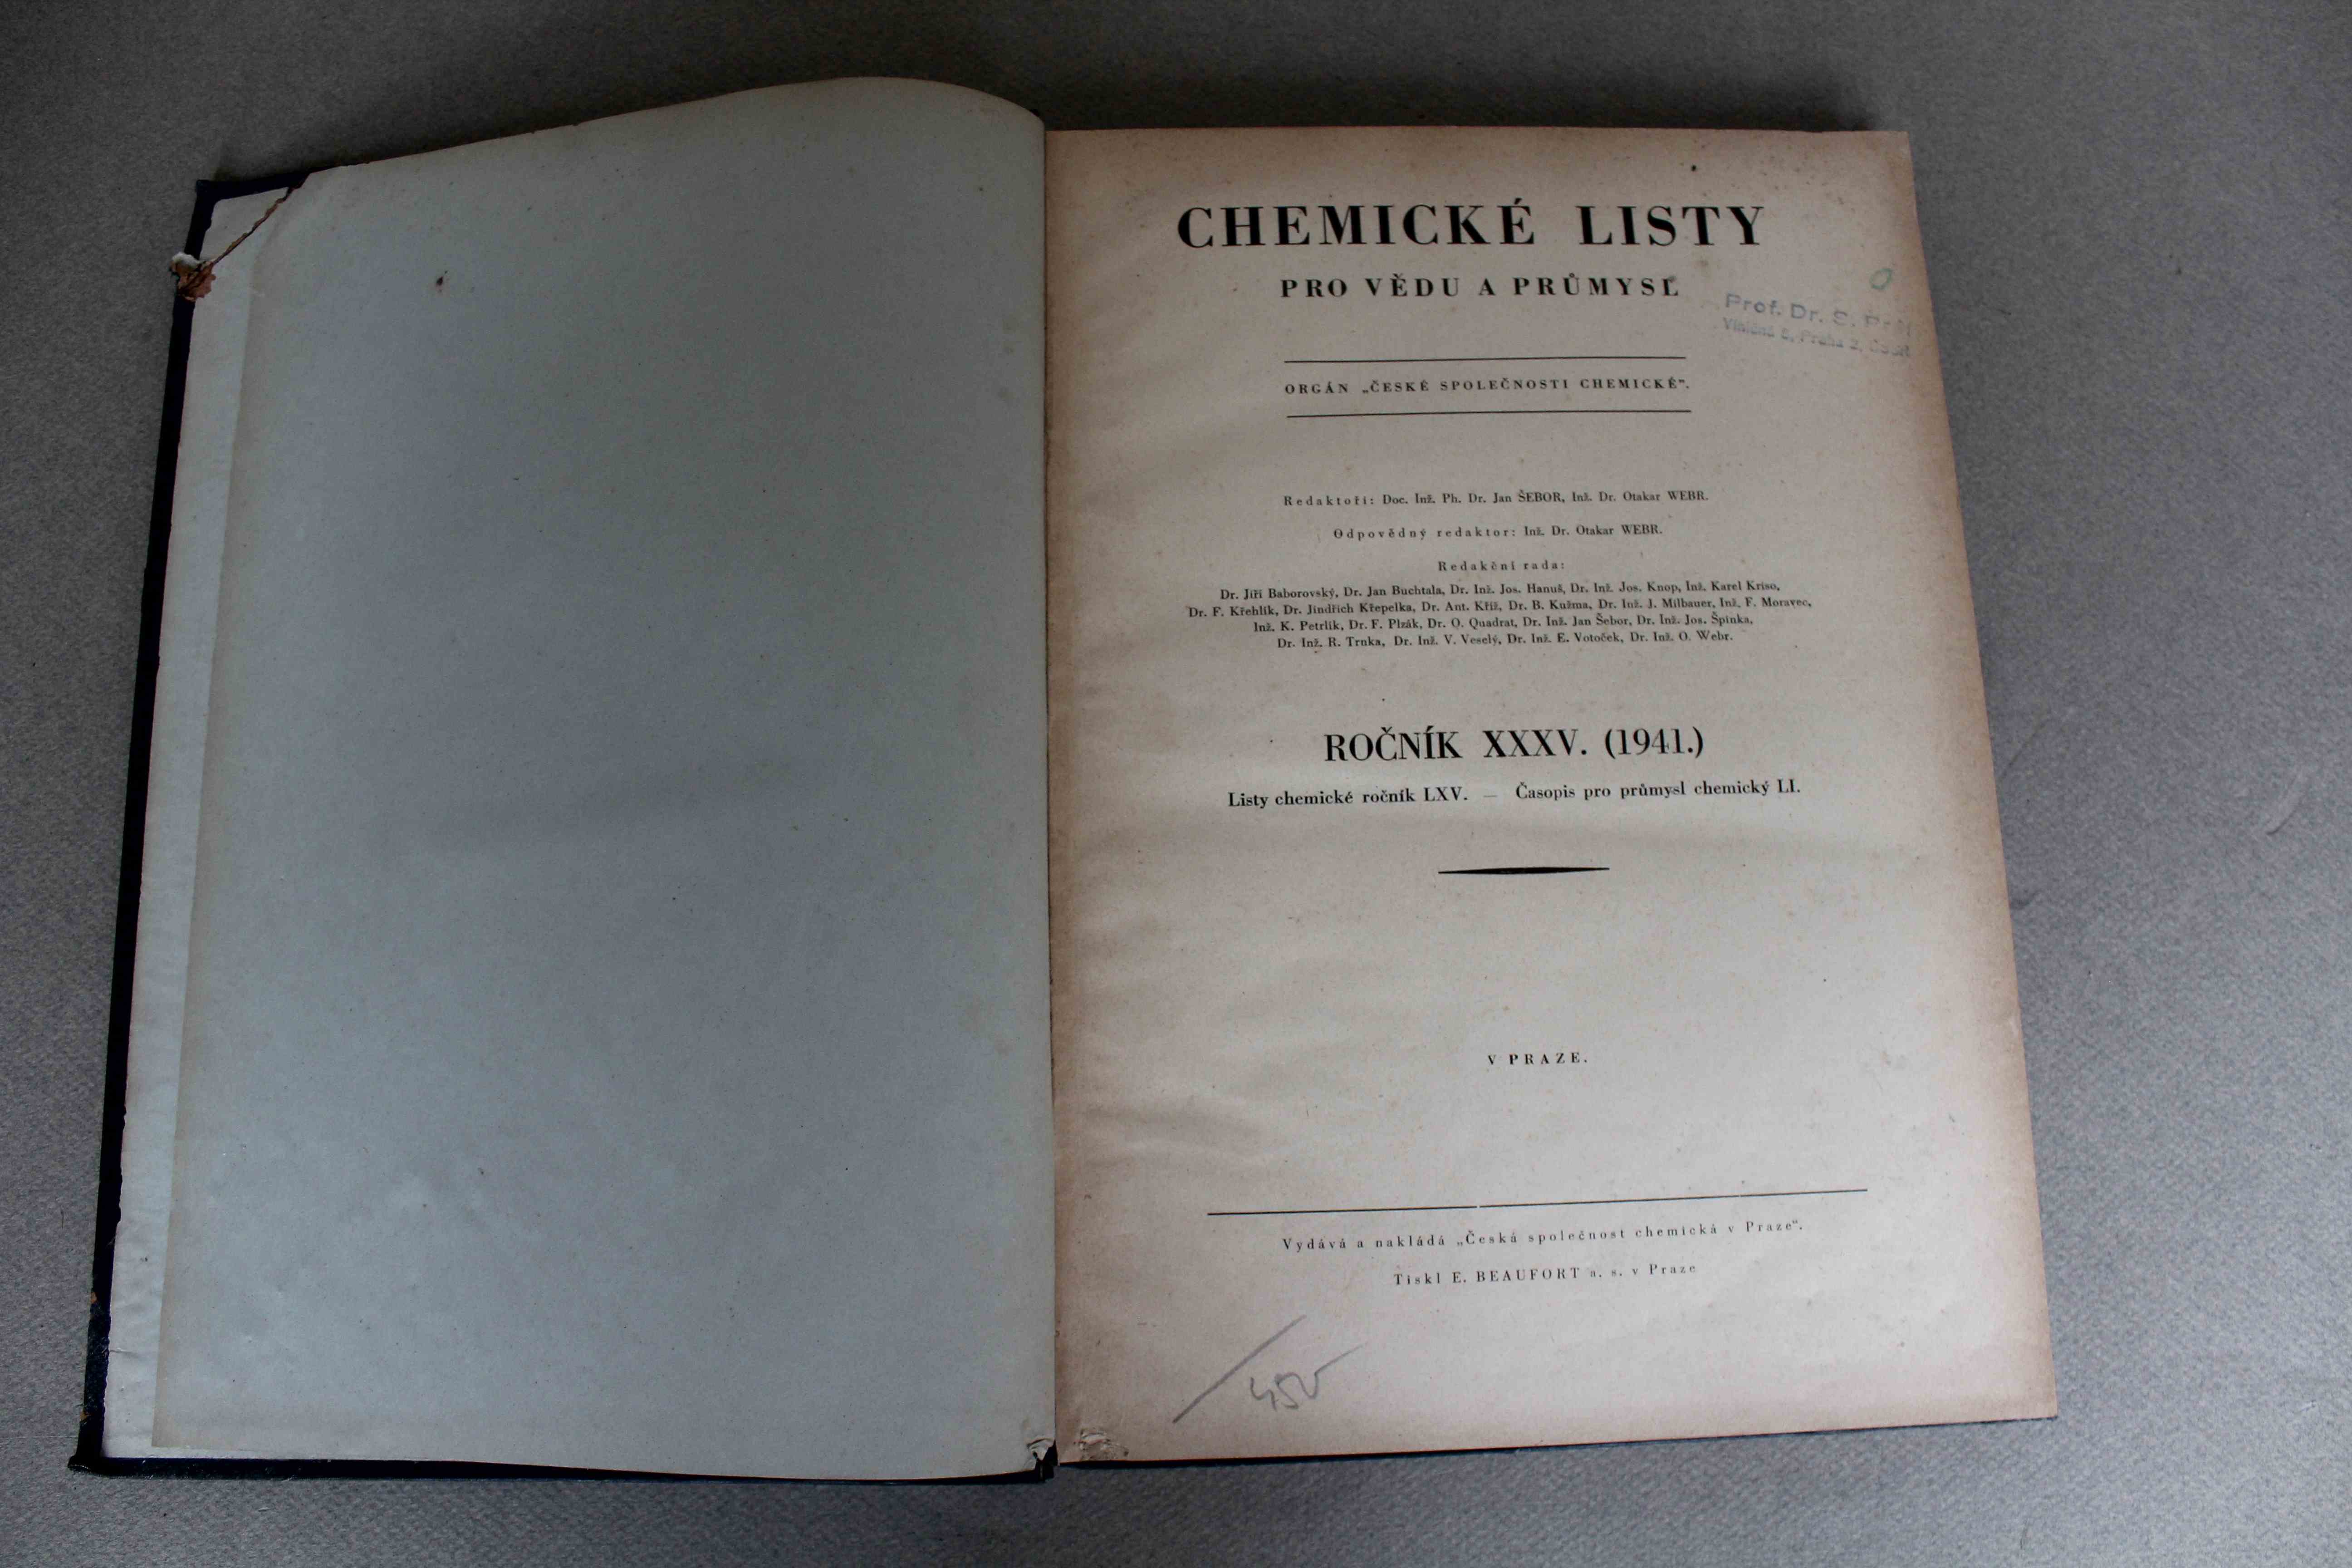 CHEMICKÉ LISTY
PRO VĚDU A PRŮMYSL
Prof. Dr. S.
Praha 2,
ORGÁN „ČESKÉ SPOLEČNOSTI CHEMICKÉ".
Redaktoři: Doc. Inž. Ph. Dr. Jan ŠEBOR, Inž. Dr. Otakar WEBR.
Odpovědný redaktor: Inž. Dr. Otakar WEBR.
Redakční rada:
Dr. Jiří Baborovský, Dr. Jan Buchtala, Dr. Inž. Jos. Hanuš, Dr. Inž. Jos. Knop, Inž. Karel Kriso,
Dr. F. Křehlík, Dr. Jindřich Křepelka, Dr. Ant. Kříž, Dr. B. Kužma, Dr. Inž. J. Milbauer, Inž. F. Moravec,
Inž. K. Petrlík, Dr. F. Plzák, Dr. O. Quadrat, Dr. Inž. Jan Šebor, Dr. Inž. Jos. Špinka,
Dr. Inž. R. Trnka, Dr. Inž. V. Veselý, Dr. Inž. E. Votoček, Dr. Inž. O. Webr.
ROČNÍK XXXV. (1941.)
Listy chemické ročník LXV. — Časopis pro průmysl chemický LI.
V PRAZE.
Vydává a nakládá „Česká společnost chemická v Praze".
Tiskl E. BEAUFORT a. s. v Praze